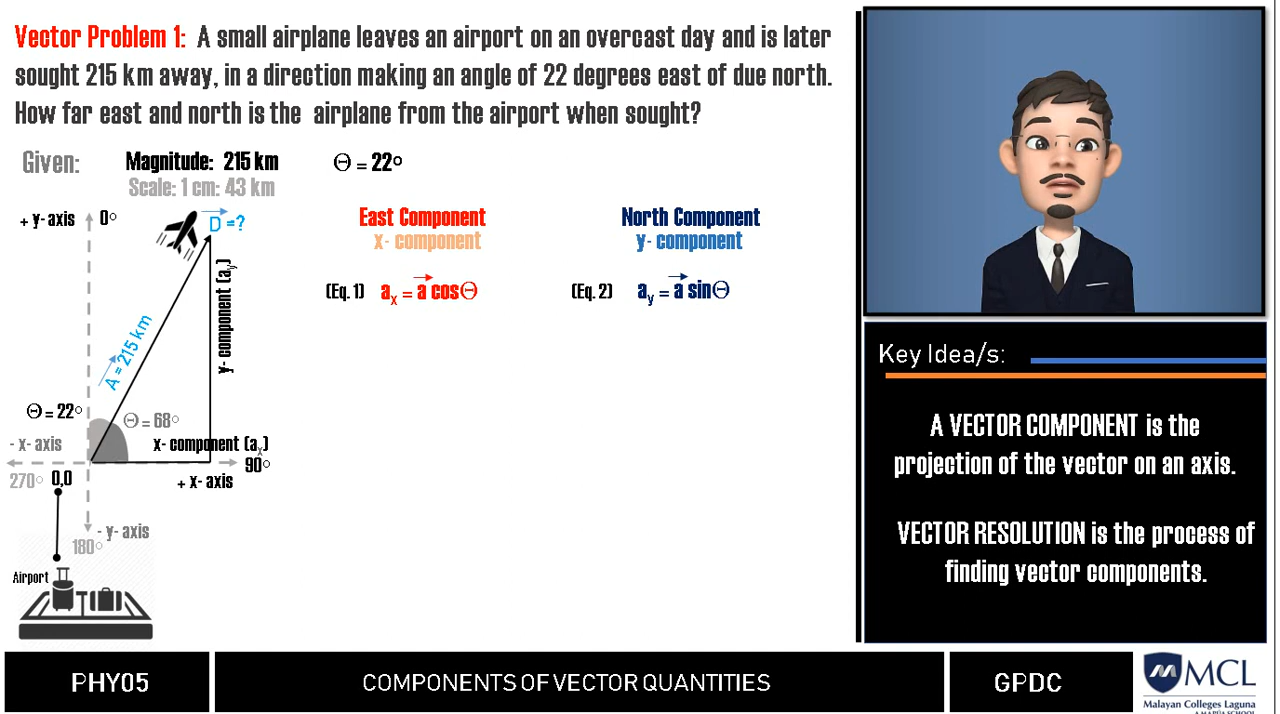 Vector Problem 1: A small airplane leaves an airport on an overcast day and is later
sought 215 km away, in a direction making an angle of 22 degrees east of due north.
How far east and north is the airplane from the airport when sought?
Given:
Magnitude: 215 km
Scale: 1 cm: 43 km
Θ = 22°
+ y- axis
0°
D =?
East Component
x- component
(Eq. 1) aₓ = a cosΘ
North Component
y- component
(Eq. 2) a_y = a sinΘ
y- component (a_y)
A = 215 km
Θ = 22°
Θ = 68°
- x- axis
x- component (aₓ)
270°
0,0
90°
+ x- axis
- y- axis
180°
Airport
Key Idea/s:
A VECTOR COMPONENT is the
projection of the vector on an axis.
VECTOR RESOLUTION is the process of
finding vector components.
PHY05
COMPONENTS OF VECTOR QUANTITIES
GPDC
MCL
Malayan Colleges Laguna
A MAPÚA SCHOOL